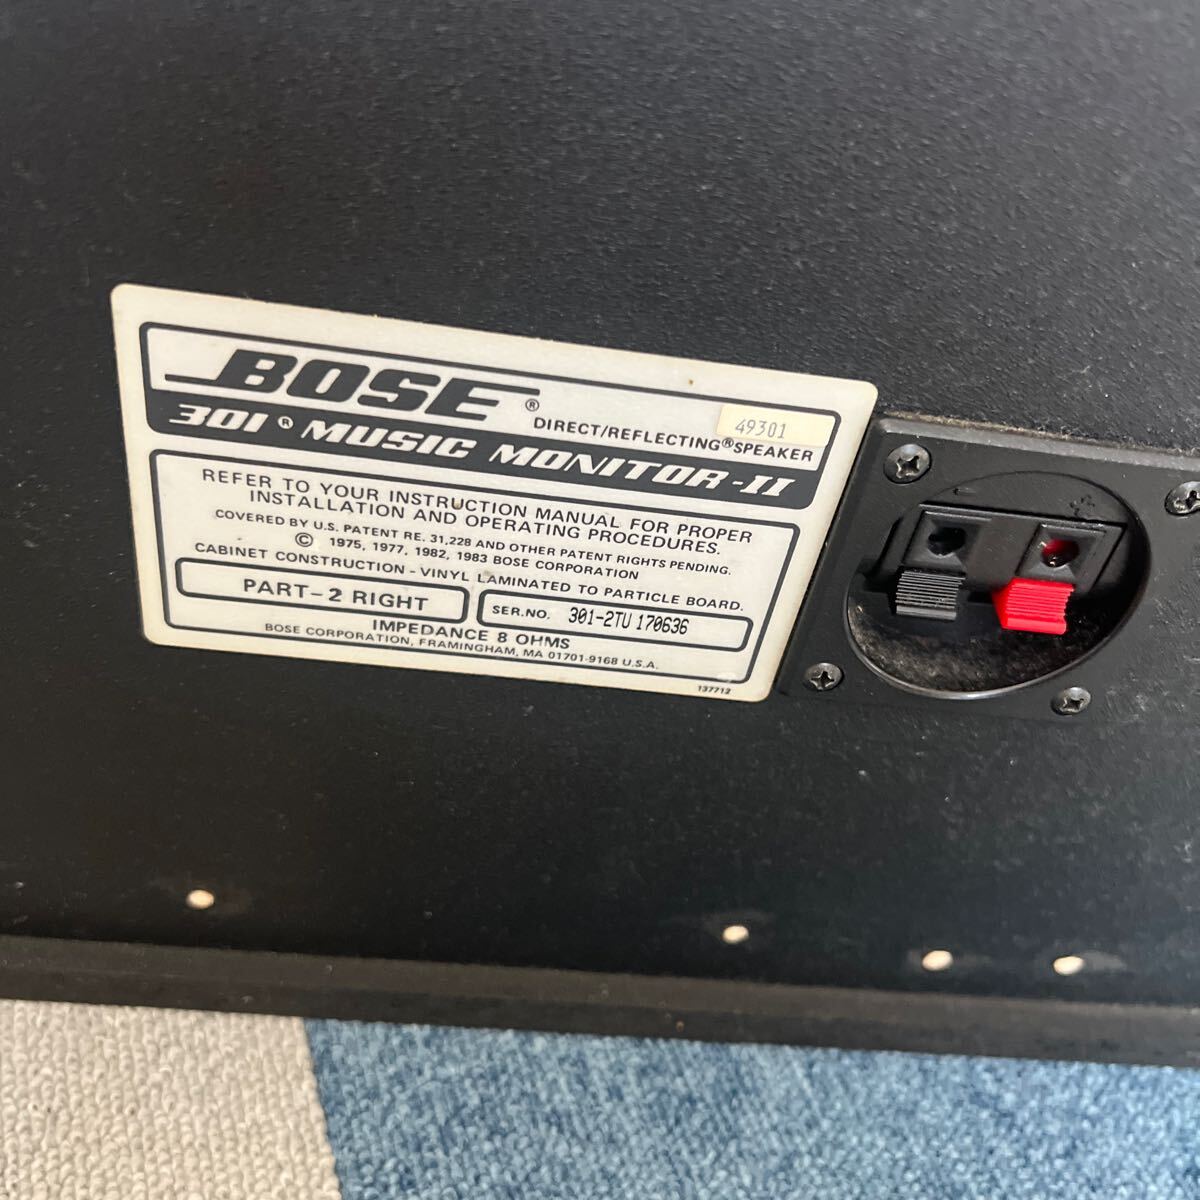 BOSE®
DIRECT/REFLECTING® SPEAKER
49301
301® MUSIC MONITOR-II
REFER TO YOUR INSTRUCTION MANUAL FOR PROPER
INSTALLATION AND OPERATING PROCEDURES.
COVERED BY U.S. PATENT RE. 31,228 AND OTHER PATENT RIGHTS PENDING.
© 1975, 1977, 1982, 1983 BOSE CORPORATION
CABINET CONSTRUCTION - VINYL LAMINATED TO PARTICLE BOARD.
PART-2 RIGHT
SER.NO. 301-2TU 170636
IMPEDANCE 8 OHMS
BOSE CORPORATION, FRAMINGHAM, MA 01701-9168 U.S.A.
137712
- +